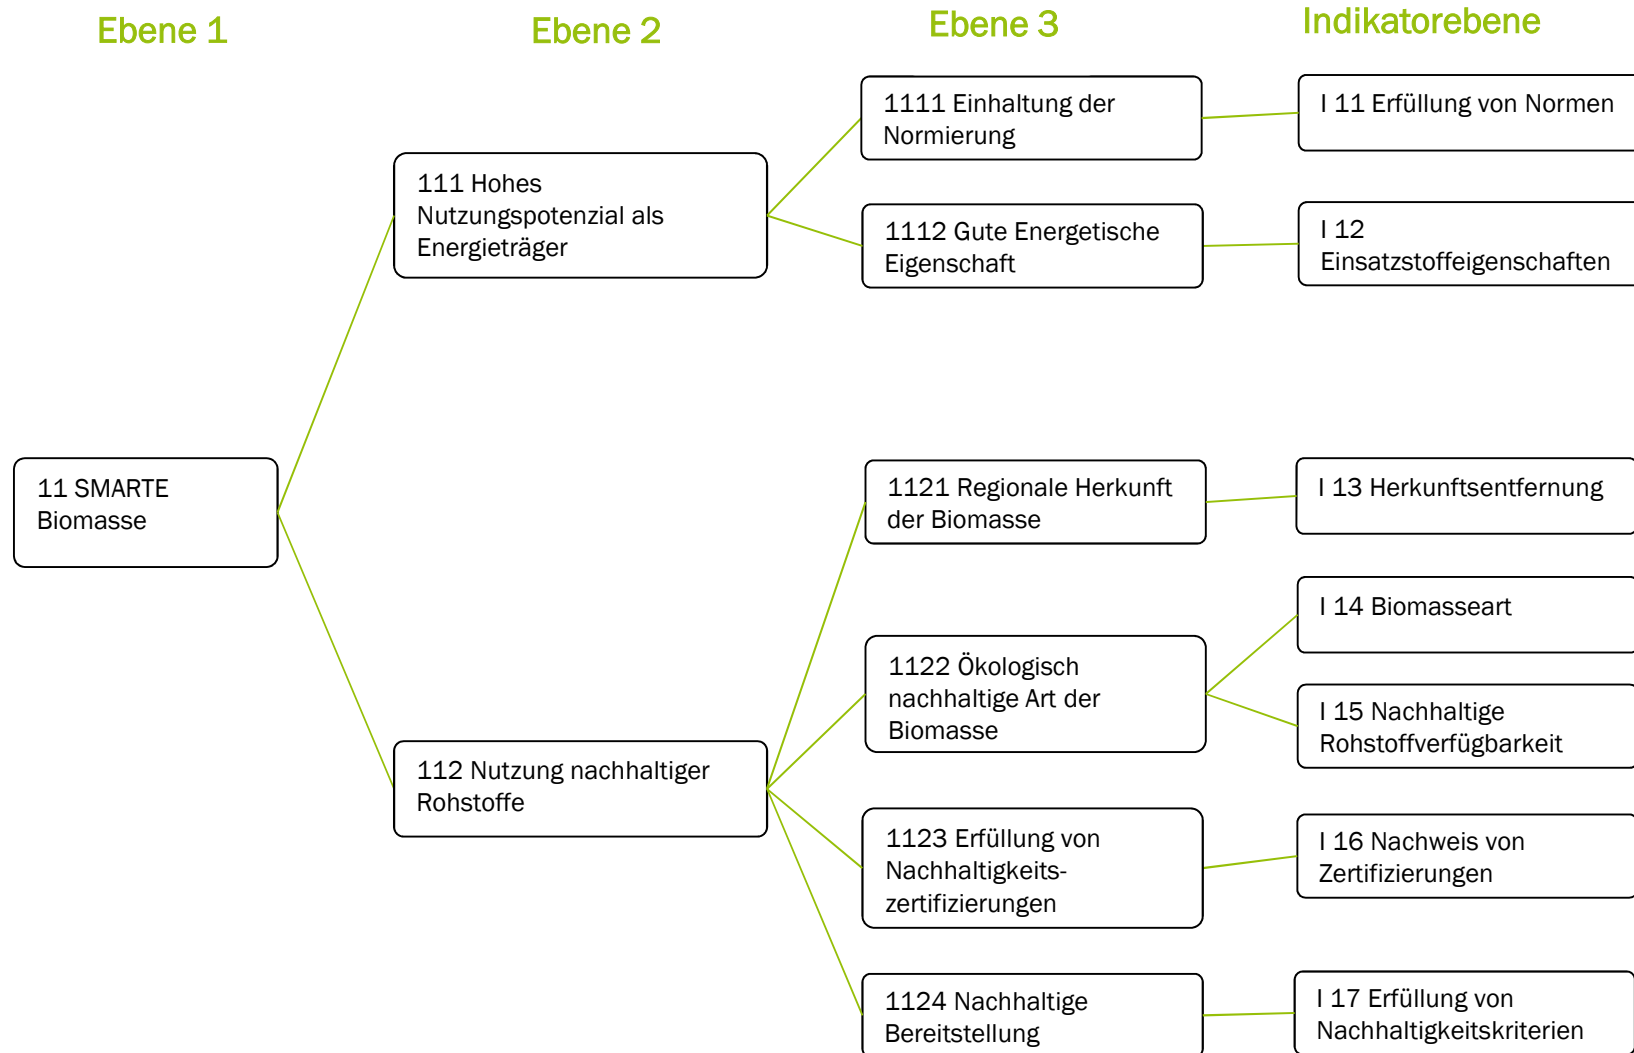 Ebene 1
Ebene 2
Ebene 3
Indikatorebene
11 SMARTE
Biomasse
111 Hohes
Nutzungspotenzial als
Energieträger
112 Nutzung nachhaltiger
Rohstoffe
1111 Einhaltung der
Normierung
1112 Gute Energetische
Eigenschaft
1121 Regionale Herkunft
der Biomasse
1122 Ökologisch
nachhaltige Art der
Biomasse
1123 Erfüllung von
Nachhaltigkeits-
zertifizierungen
1124 Nachhaltige
Bereitstellung
I 11 Erfüllung von Normen
I 12
Einsatzstoffeigenschaften
I 13 Herkunftsentfernung
I 14 Biomasseart
I 15 Nachhaltige
Rohstoffverfügbarkeit
I 16 Nachweis von
Zertifizierungen
I 17 Erfüllung von
Nachhaltigkeitskriterien